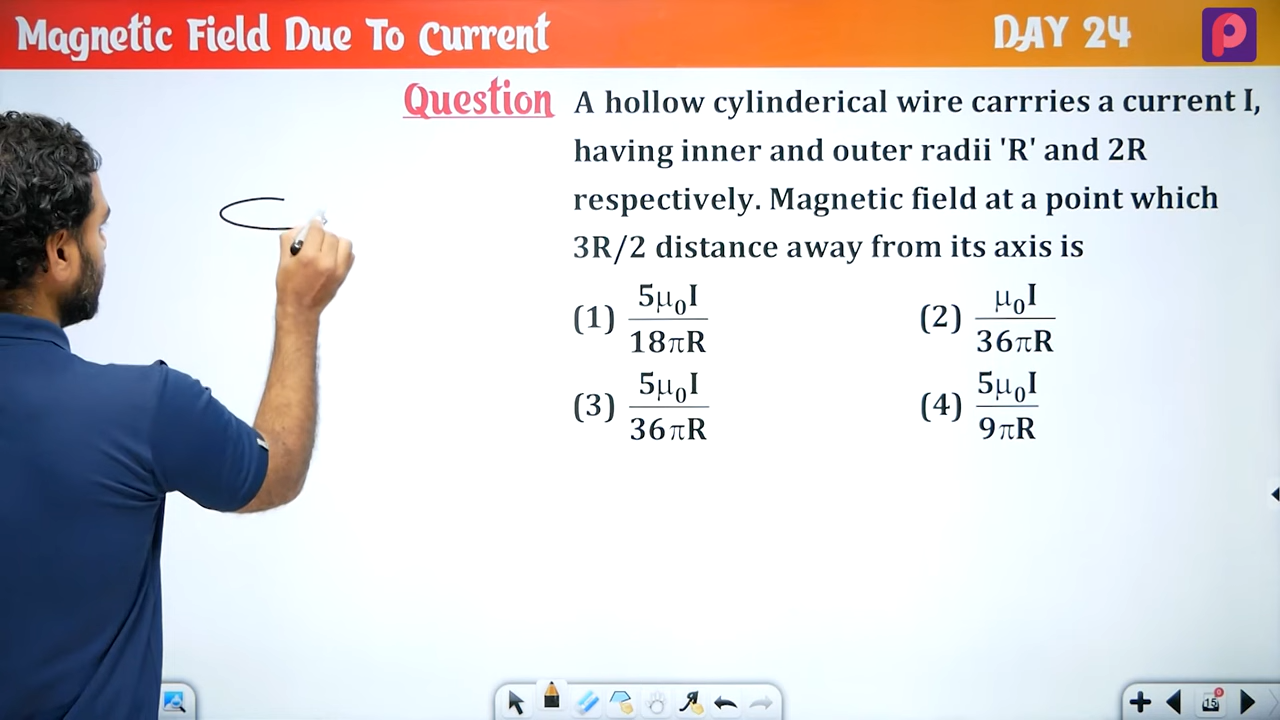 Magnetic Field Due To Current
DAY 24
Question A hollow cylinderical wire carrries a current I,
having inner and outer radii 'R' and 2R
respectively. Magnetic field at a point which
3R/2 distance away from its axis is
(1) 5μ₀I / 18πR
(2) μ₀I / 36πR
(3) 5μ₀I / 36πR
(4) 5μ₀I / 9πR
15